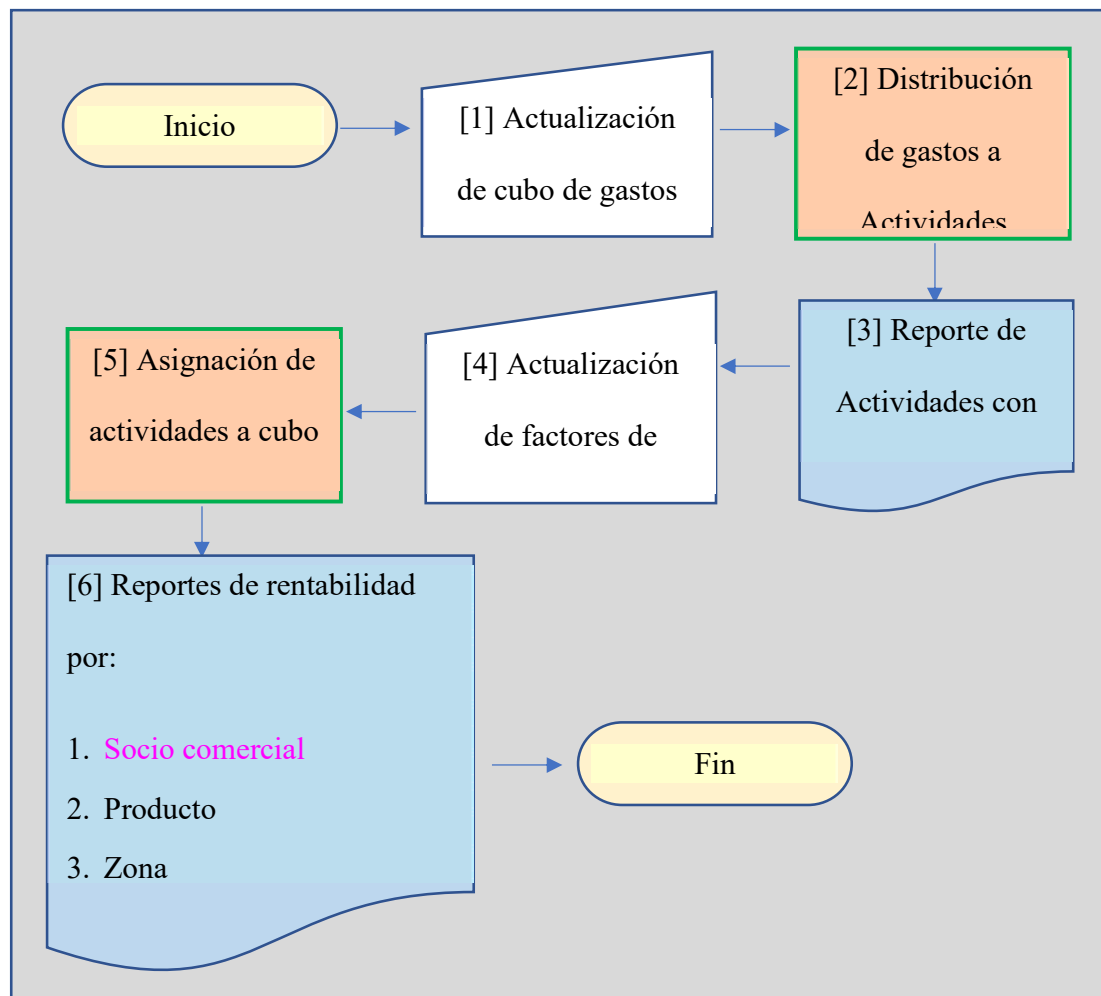 Inicio
[1] Actualización
de cubo de gastos
[2] Distribución
de gastos a
Actividades
[3] Reporte de
Actividades con
[4] Actualización
de factores de
[5] Asignación de
actividades a cubo
[6] Reportes de rentabilidad
por:
1. Socio comercial
2. Producto
3. Zona
Fin